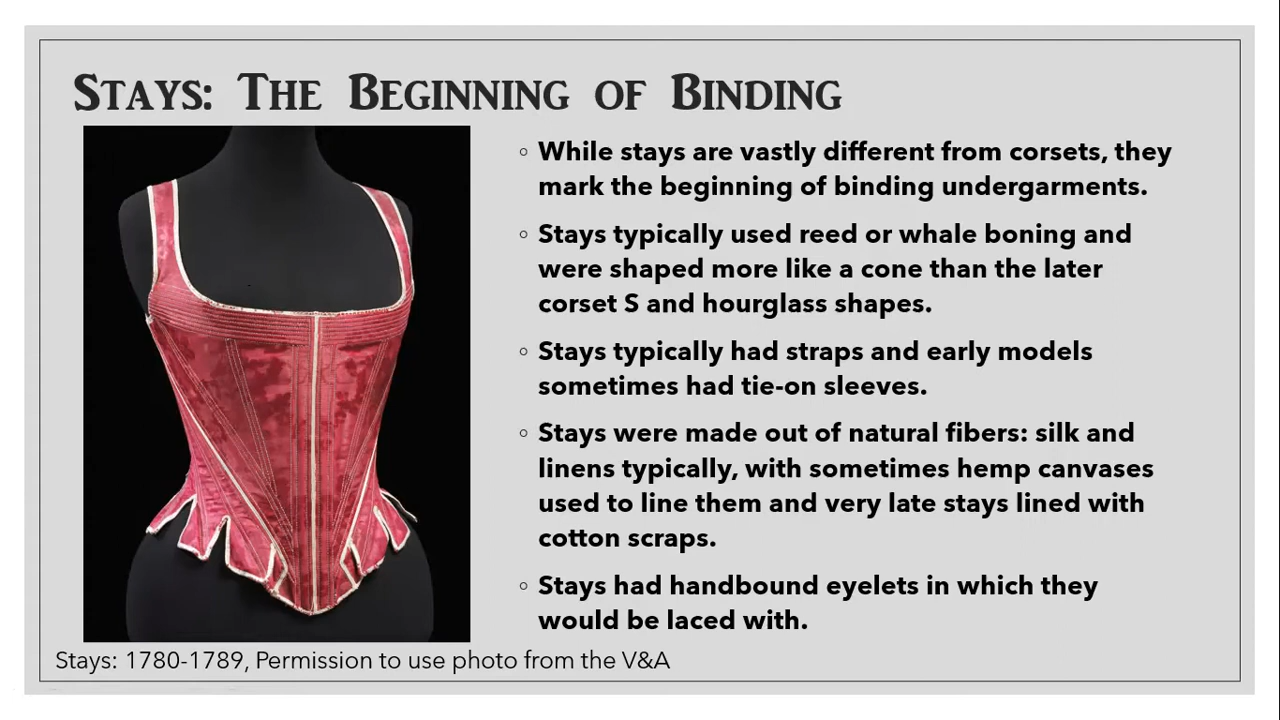 Stays: The Beginning of Binding
◦ While stays are vastly different from corsets, they
mark the beginning of binding undergarments.
◦ Stays typically used reed or whale boning and
were shaped more like a cone than the later
corset S and hourglass shapes.
◦ Stays typically had straps and early models
sometimes had tie-on sleeves.
◦ Stays were made out of natural fibers: silk and
linens typically, with sometimes hemp canvases
used to line them and very late stays lined with
cotton scraps.
◦ Stays had handbound eyelets in which they
would be laced with.
Stays: 1780-1789, Permission to use photo from the V&A